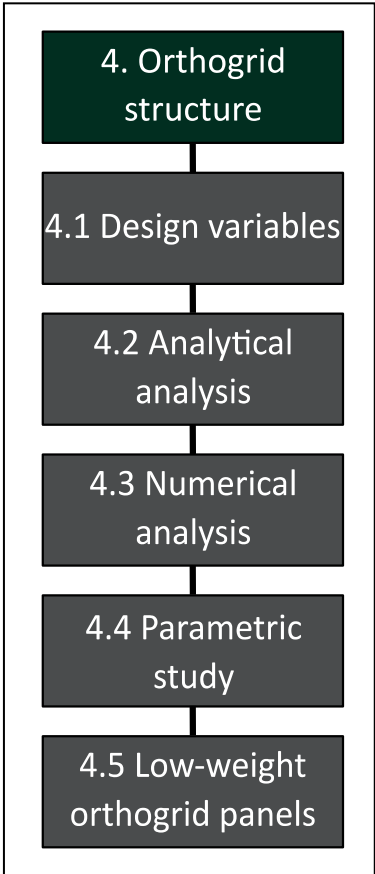 4. Orthogrid
structure
4.1 Design variables
4.2 Analytical
analysis
4.3 Numerical
analysis
4.4 Parametric
study
4.5 Low-weight
orthogrid panels